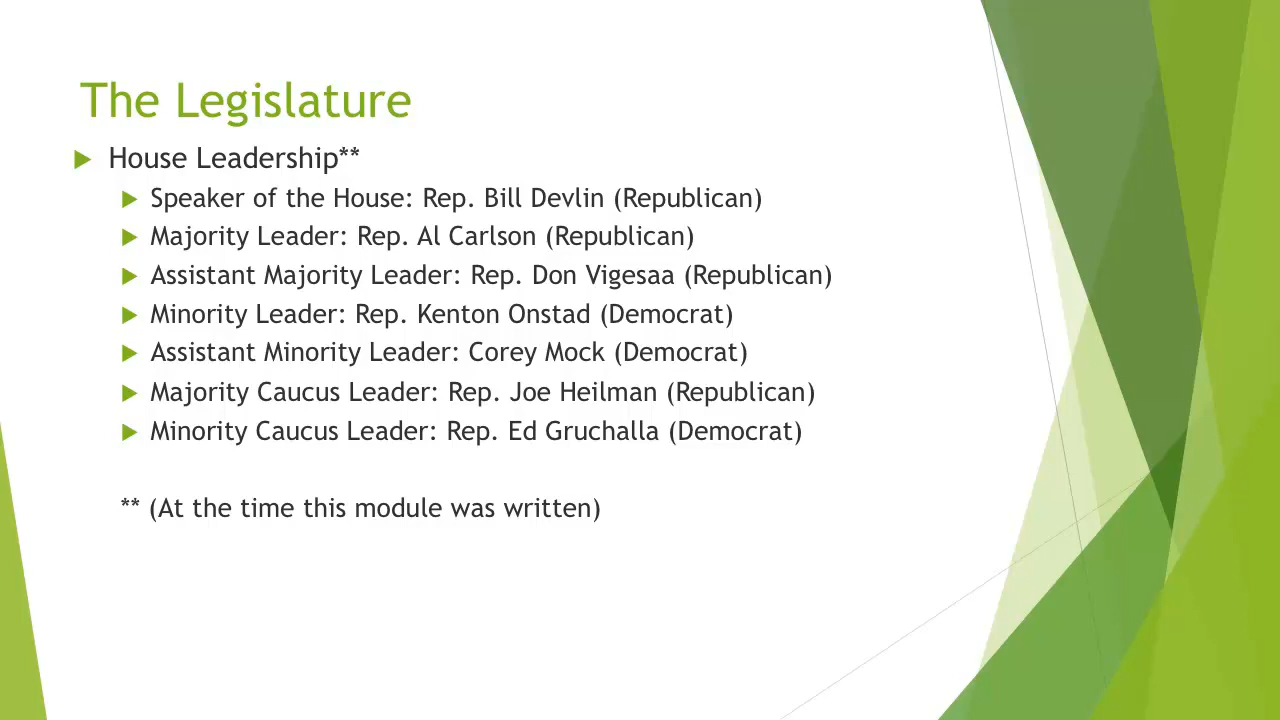 The Legislature
House Leadership**
Speaker of the House: Rep. Bill Devlin (Republican)
Majority Leader: Rep. Al Carlson (Republican)
Assistant Majority Leader: Rep. Don Vigesaa (Republican)
Minority Leader: Rep. Kenton Onstad (Democrat)
Assistant Minority Leader: Corey Mock (Democrat)
Majority Caucus Leader: Rep. Joe Heilman (Republican)
Minority Caucus Leader: Rep. Ed Gruchalla (Democrat)
** (At the time this module was written)